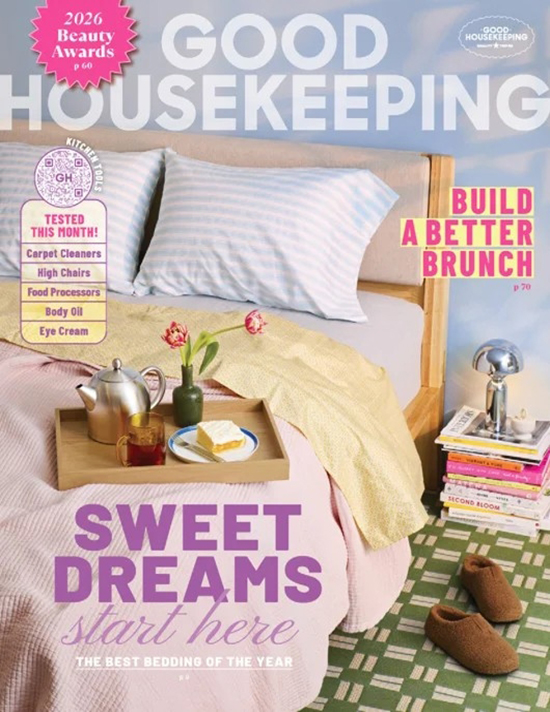 2026
Beauty
Awards
p 60
GOOD
HOUSEKEEPING
GOOD
HOUSEKEEPING
KITCHEN TOOLS
GH
TESTED
THIS MONTH!
Carpet Cleaners
High Chairs
Food Processors
Body Oil
Eye Cream
BUILD
A BETTER
BRUNCH
p 70
SECOND BLOOM
SWEET
DREAMS
start here
THE BEST BEDDING OF THE YEAR